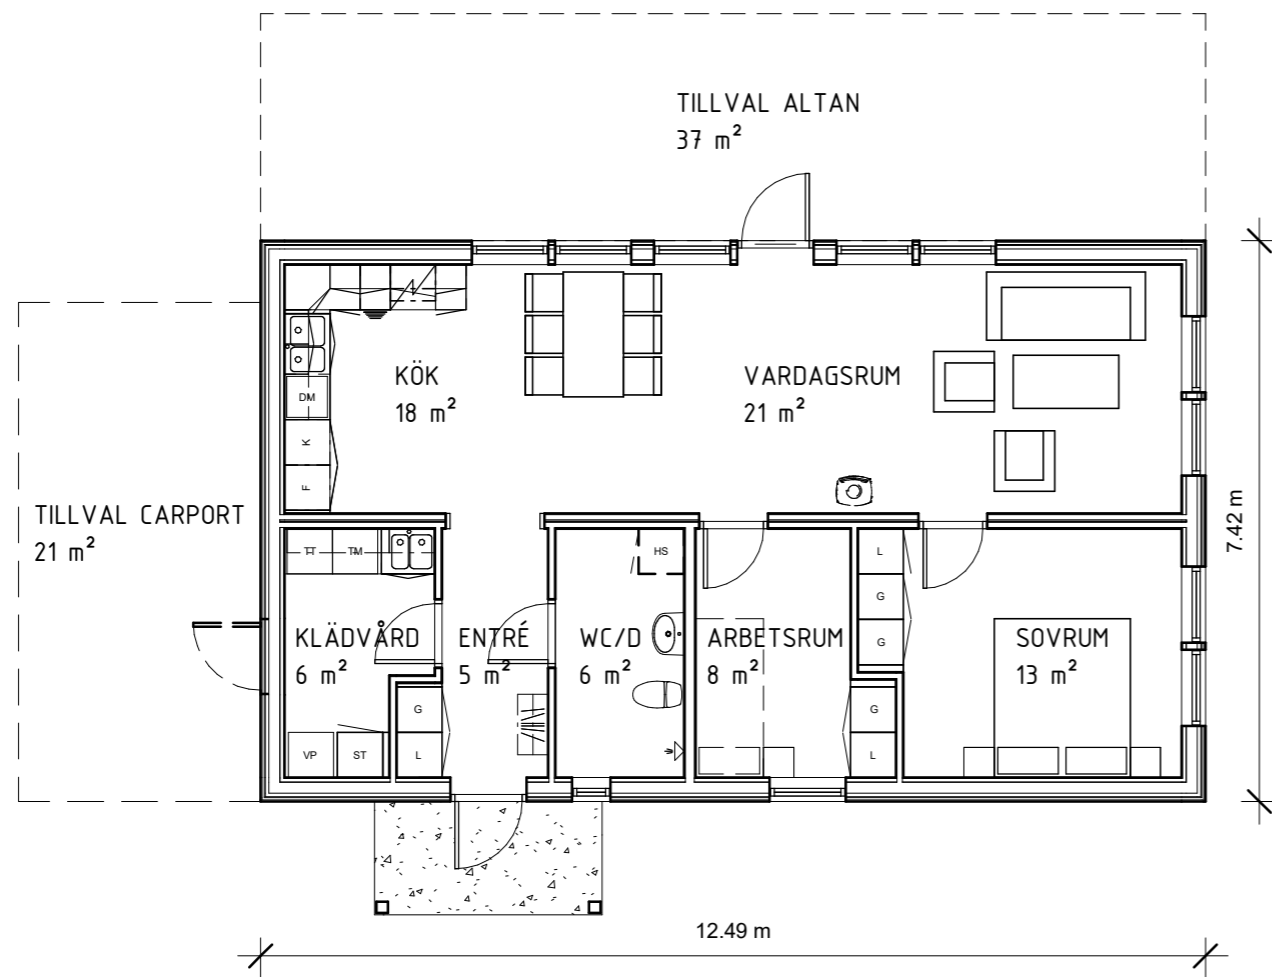 TILLVAL ALTAN
37 m²
KÖK
18 m²
VARDAGSRUM
21 m²
DM
K
F
TILLVAL CARPORT
21 m²
7.42 m
TT
TM
HS
L
G
G
KLÄDVÅRD
6 m²
ENTRÉ
5 m²
WC/D
6 m²
ARBETSRUM
8 m²
SOVRUM
13 m²
G
L
G
L
VP
ST
12.49 m